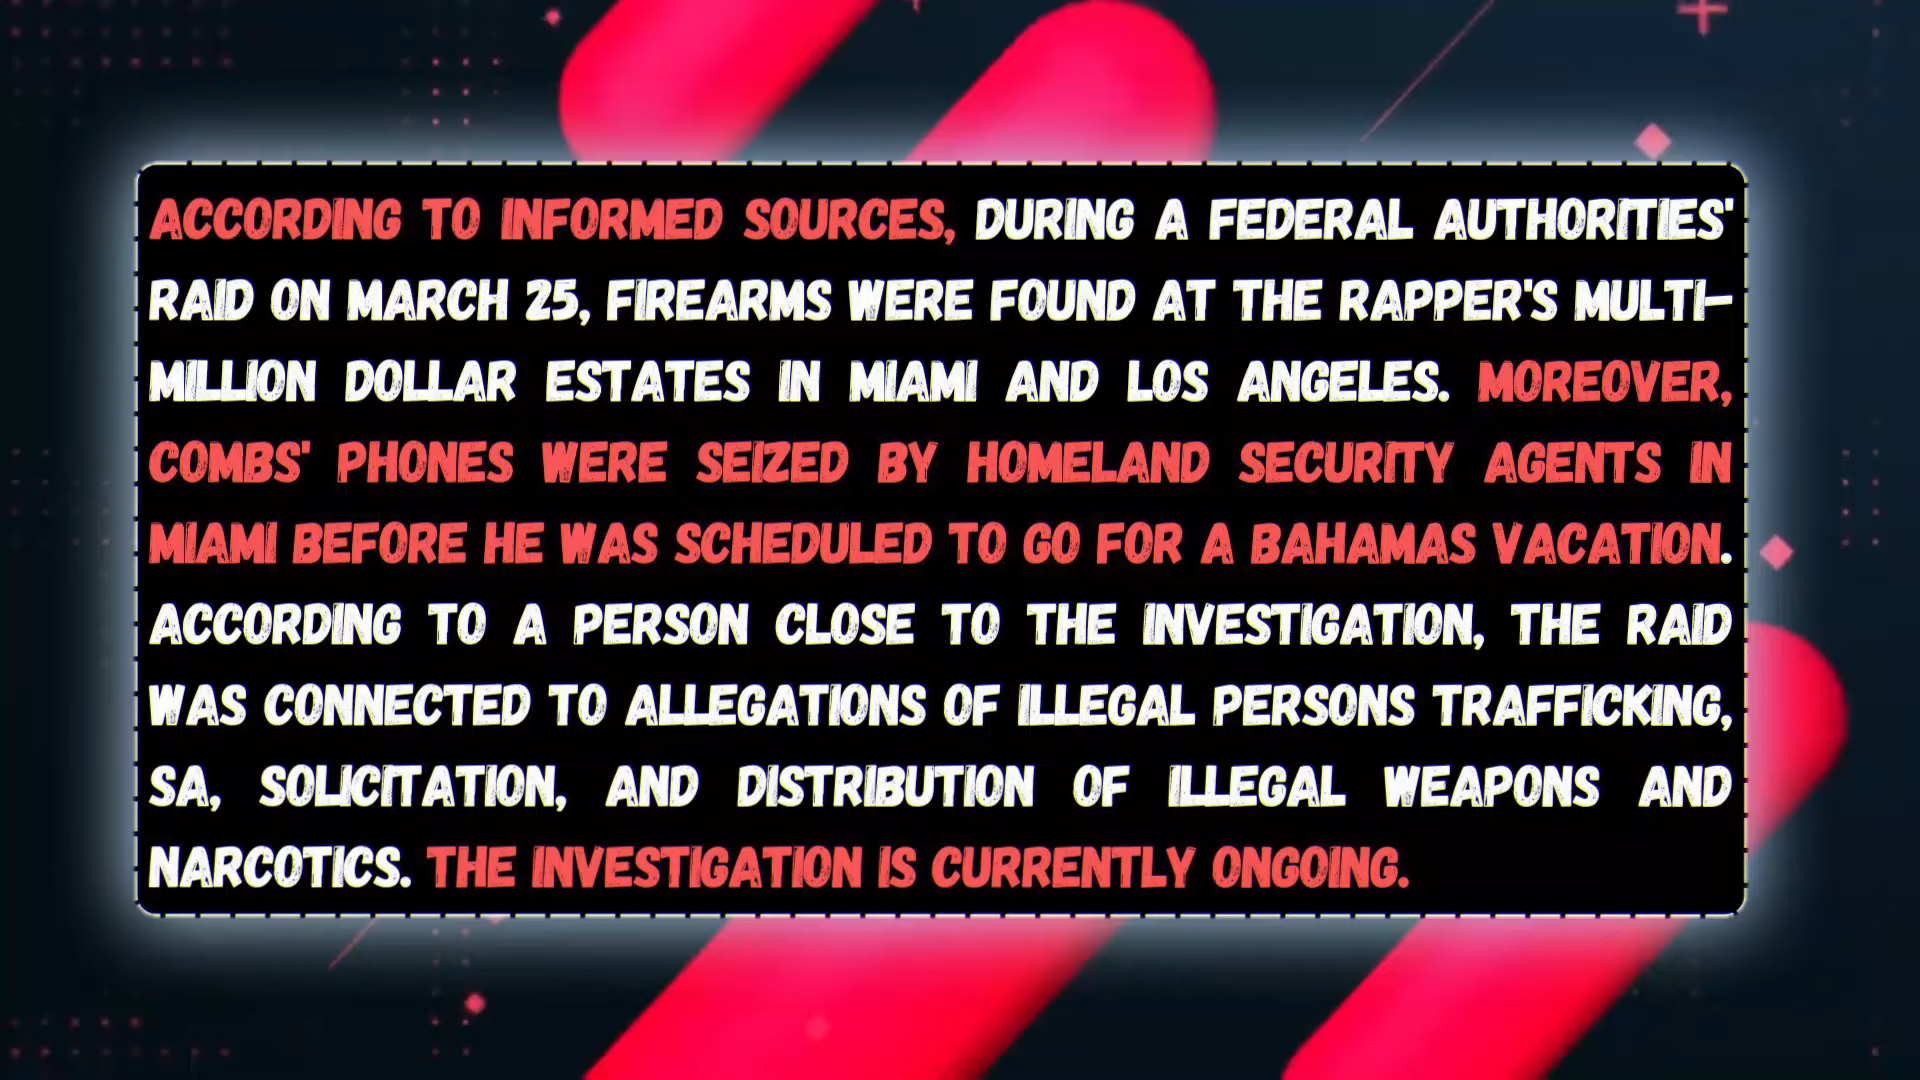 ACCORDING TO INFORMED SOURCES, DURING A FEDERAL AUTHORITIES'
RAID ON MARCH 25, FIREARMS WERE FOUND AT THE RAPPER'S MULTI-
MILLION DOLLAR ESTATES IN MIAMI AND LOS ANGELES. MOREOVER,
COMBS' PHONES WERE SEIZED BY HOMELAND SECURITY AGENTS IN
MIAMI BEFORE HE WAS SCHEDULED TO GO FOR A BAHAMAS VACATION.
ACCORDING TO A PERSON CLOSE TO THE INVESTIGATION, THE RAID
WAS CONNECTED TO ALLEGATIONS OF ILLEGAL PERSONS TRAFFICKING,
SA, SOLICITATION, AND DISTRIBUTION OF ILLEGAL WEAPONS AND
NARCOTICS. THE INVESTIGATION IS CURRENTLY ONGOING.